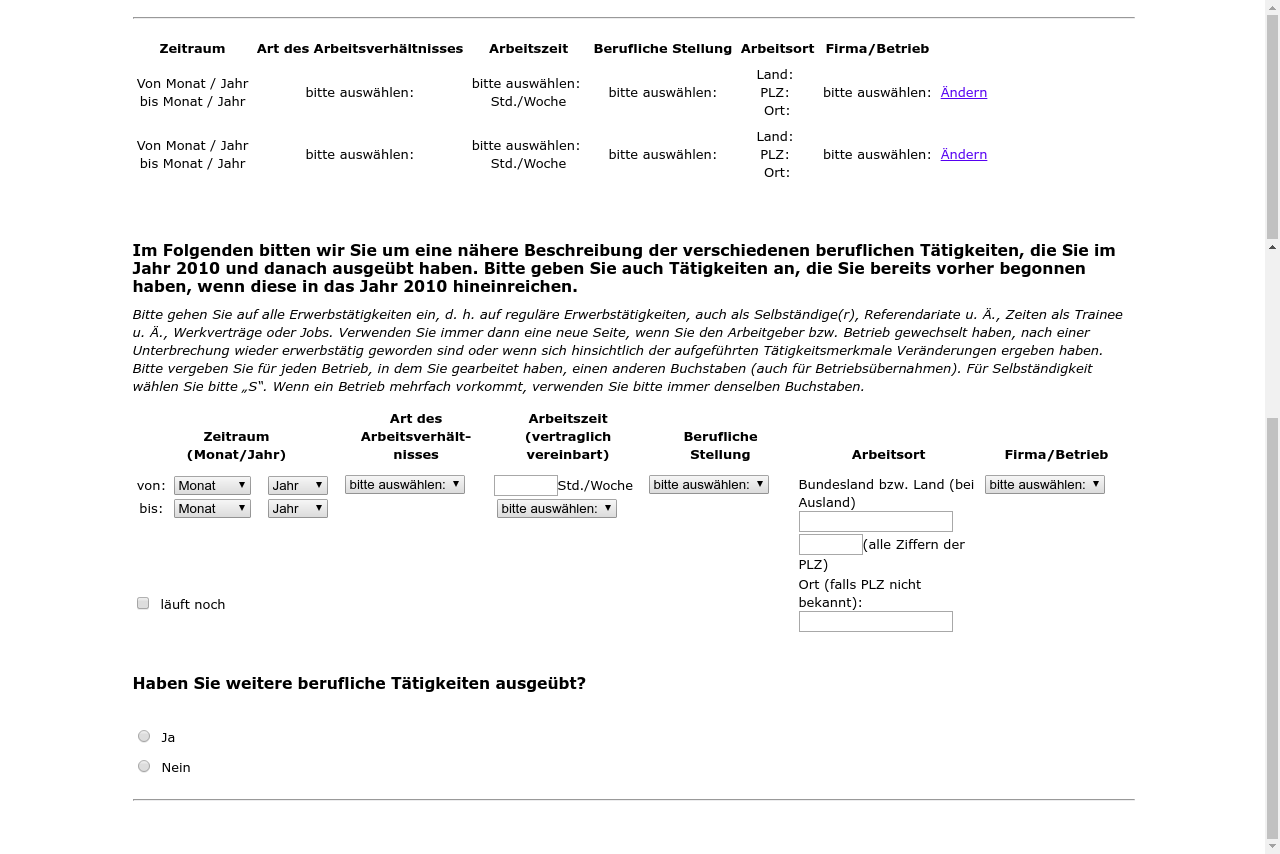 Zeitraum Art des Arbeitsverhältnisses Arbeitszeit Berufliche Stellung Arbeitsort Firma/Betrieb
Von Monat / Jahr
bis Monat / Jahr
bitte auswählen:
bitte auswählen:
Std./Woche
bitte auswählen:
Land:
PLZ:
Ort:
bitte auswählen:
Ändern
Von Monat / Jahr
bis Monat / Jahr
bitte auswählen:
bitte auswählen:
Std./Woche
bitte auswählen:
Land:
PLZ:
Ort:
bitte auswählen:
Ändern
Im Folgenden bitten wir Sie um eine nähere Beschreibung der verschiedenen beruflichen Tätigkeiten, die Sie im
Jahr 2010 und danach ausgeübt haben. Bitte geben Sie auch Tätigkeiten an, die Sie bereits vorher begonnen
haben, wenn diese in das Jahr 2010 hineinreichen.
Bitte gehen Sie auf alle Erwerbstätigkeiten ein, d. h. auf reguläre Erwerbstätigkeiten, auch als Selbständige(r), Referendariate u. Ä., Zeiten als Trainee
u. Ä., Werkverträge oder Jobs. Verwenden Sie immer dann eine neue Seite, wenn Sie den Arbeitgeber bzw. Betrieb gewechselt haben, nach einer
Unterbrechung wieder erwerbstätig geworden sind oder wenn sich hinsichtlich der aufgeführten Tätigkeitsmerkmale Veränderungen ergeben haben.
Bitte vergeben Sie für jeden Betrieb, in dem Sie gearbeitet haben, einen anderen Buchstaben (auch für Betriebsübernahmen). Für Selbständigkeit
wählen Sie bitte „S“. Wenn ein Betrieb mehrfach vorkommt, verwenden Sie bitte immer denselben Buchstaben.
Zeitraum
(Monat/Jahr)
Art des
Arbeitsverhält-
nisses
Arbeitszeit
(vertraglich
vereinbart)
Berufliche
Stellung
Arbeitsort
Firma/Betrieb
von: Monat Jahr
bis: Monat Jahr
läuft noch
bitte auswählen:
Std./Woche
bitte auswählen:
bitte auswählen:
Bundesland bzw. Land (bei
Ausland)
(alle Ziffern der
PLZ)
Ort (falls PLZ nicht
bekannt):
bitte auswählen:
Haben Sie weitere berufliche Tätigkeiten ausgeübt?
Ja
Nein